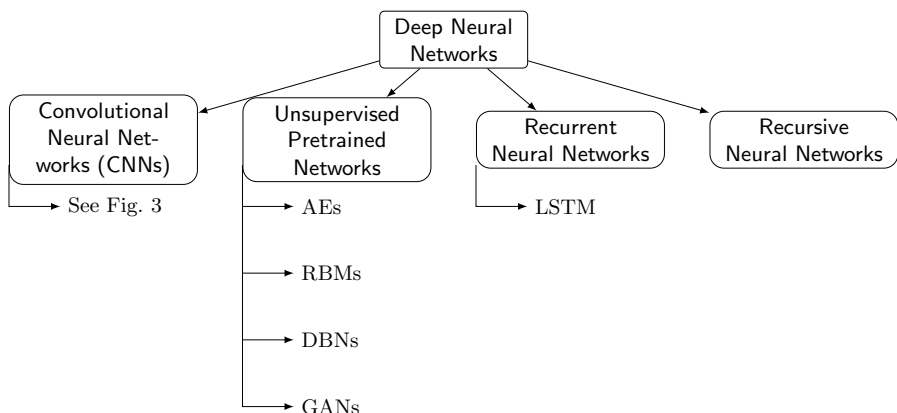 Deep Neural
Networks
Convolutional
Neural Net-
works (CNNs)
Unsupervised
Pretrained
Networks
Recurrent
Neural Networks
Recursive
Neural Networks
See Fig. 3
AEs
RBMs
DBNs
GANs
LSTM